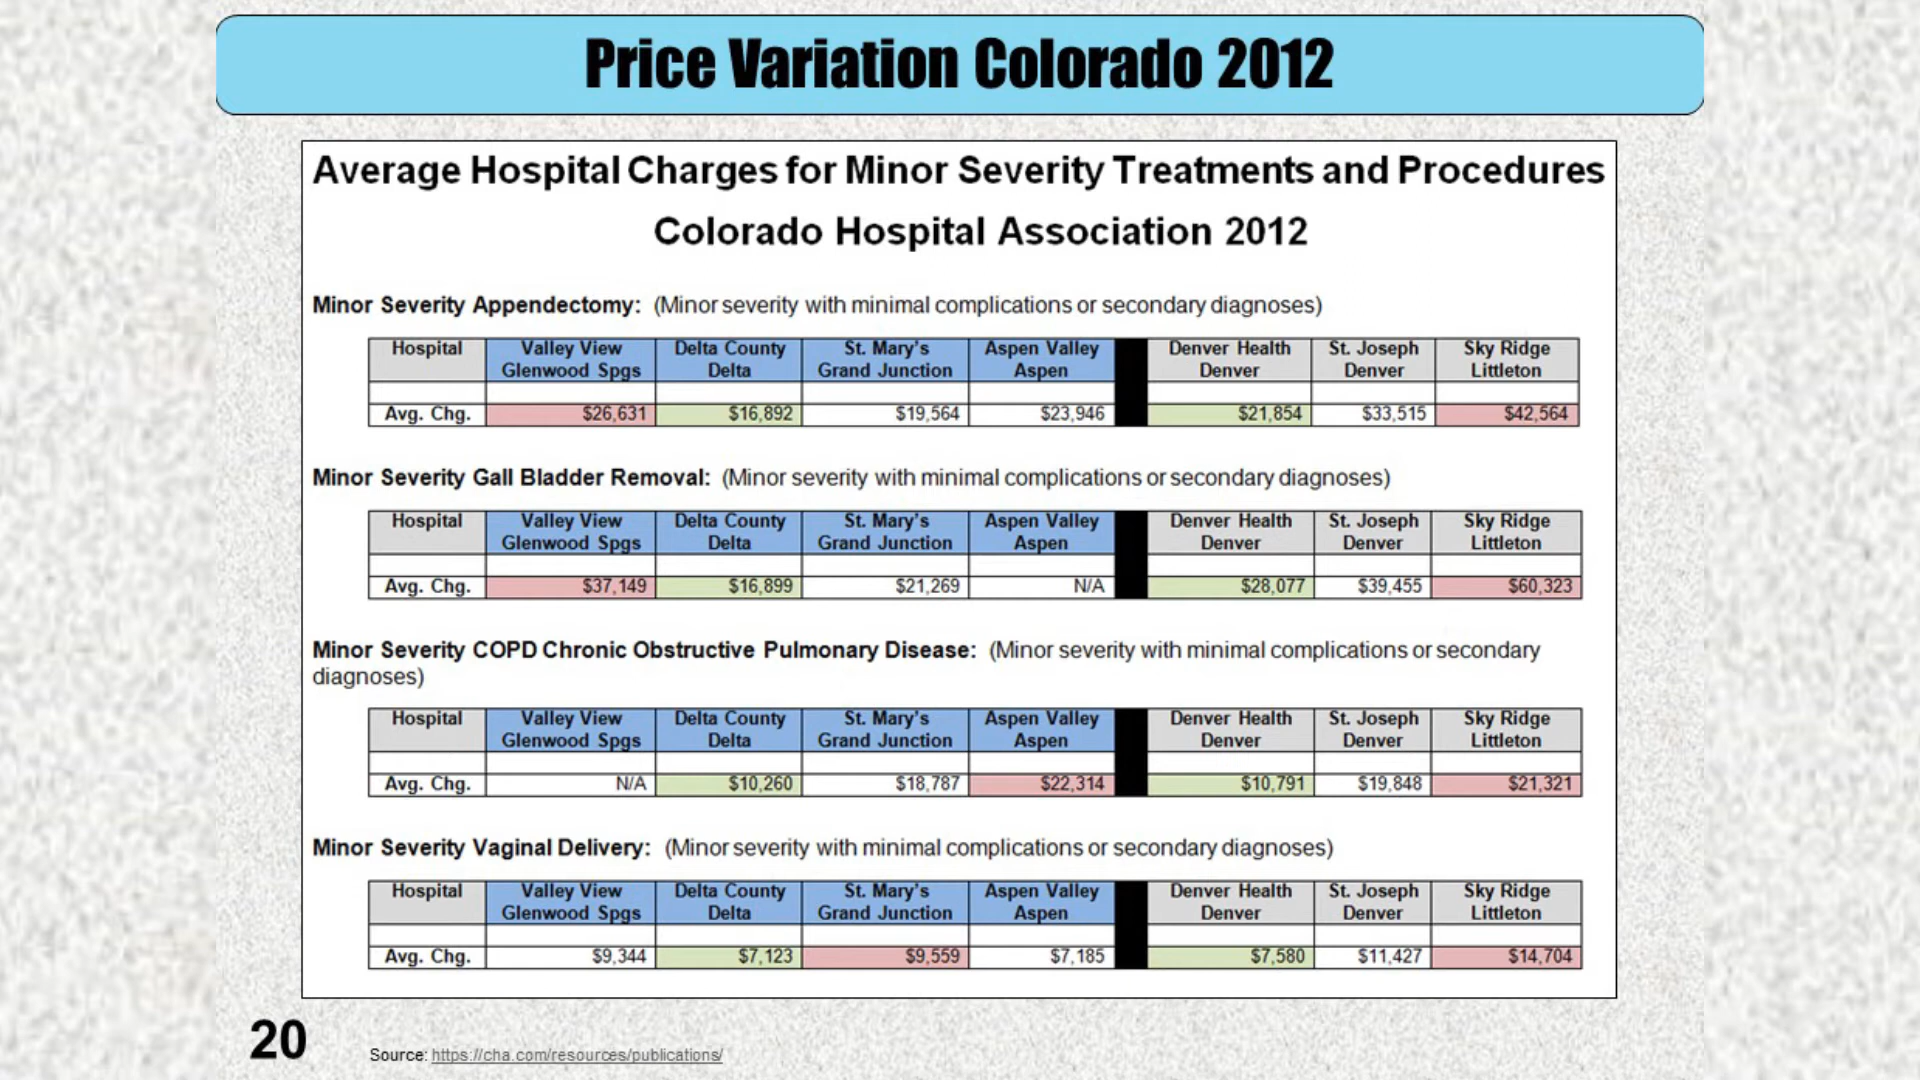 Price Variation Colorado 2012
Average Hospital Charges for Minor Severity Treatments and Procedures
Colorado Hospital Association 2012
Minor Severity Appendectomy: (Minor severity with minimal complications or secondary diagnoses)
Hospital Valley View Delta County St. Mary's Aspen Valley Denver Health St. Joseph Sky Ridge
Glenwood Spgs Delta Grand Junction Aspen Denver Denver Littleton
Avg. Chg. $26,631 $16,892 $19,564 $23,946 $21,854 $33,515 $42,564
Minor Severity Gall Bladder Removal: (Minor severity with minimal complications or secondary diagnoses)
Hospital Valley View Delta County St. Mary's Aspen Valley Denver Health St. Joseph Sky Ridge
Glenwood Spgs Delta Grand Junction Aspen Denver Denver Littleton
Avg. Chg. $37,149 $16,899 $21,269 N/A $28,077 $39,455 $60,323
Minor Severity COPD Chronic Obstructive Pulmonary Disease: (Minor severity with minimal complications or secondary
diagnoses)
Hospital Valley View Delta County St. Mary's Aspen Valley Denver Health St. Joseph Sky Ridge
Glenwood Spgs Delta Grand Junction Aspen Denver Denver Littleton
Avg. Chg. N/A $10,260 $18,787 $22,314 $10,791 $19,848 $21,321
Minor Severity Vaginal Delivery: (Minor severity with minimal complications or secondary diagnoses)
Hospital Valley View Delta County St. Mary's Aspen Valley Denver Health St. Joseph Sky Ridge
Glenwood Spgs Delta Grand Junction Aspen Denver Denver Littleton
Avg. Chg. $9,344 $7,123 $9,559 $7,185 $7,580 $11,427 $14,704
20
Source: https://cha.com/resources/publications/